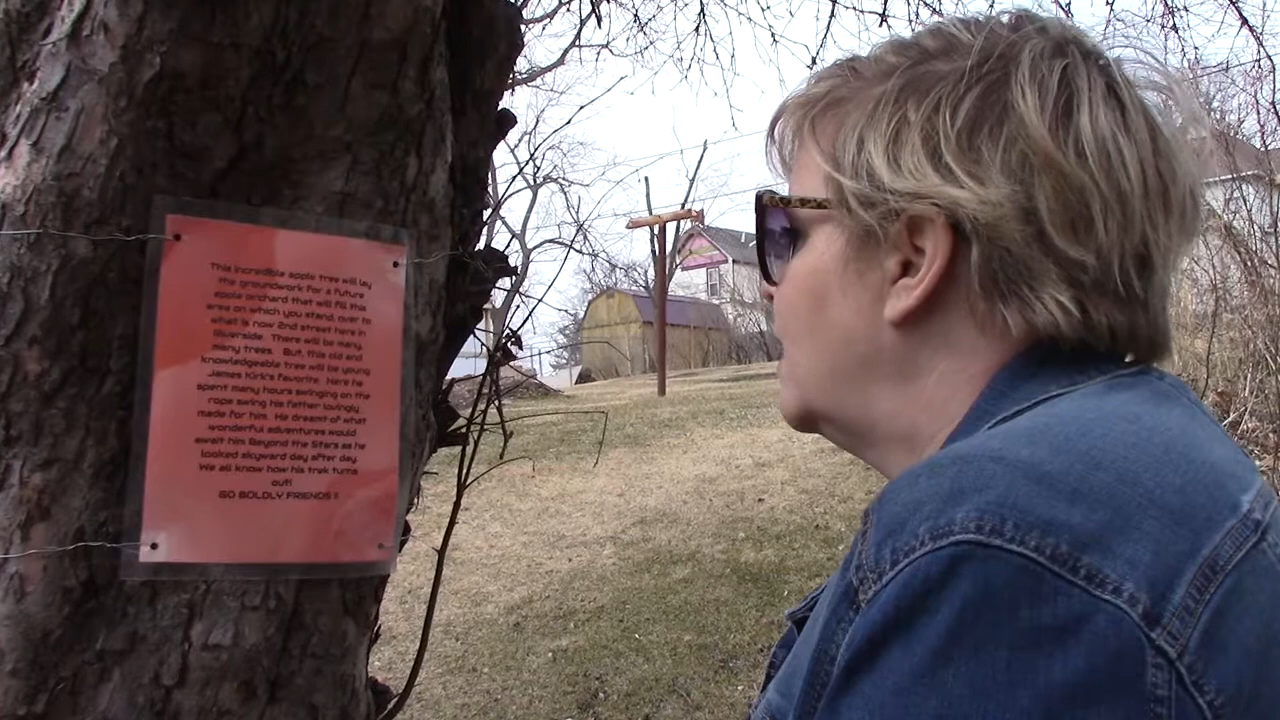 This incredible apple tree will lay
the groundwork for a future
apple orchard that will fill this
area on which you stand, over to
what is now 2nd street here in
Riverside. There will be many,
many trees. But, this old and
knowledgeable tree will be young
James Kirk's favorite. Here he
spent many hours swinging on the
rope swing his father lovingly
made for him. He dreamt of what
wonderful adventures would
await him Beyond the Stars as he
looked skyward day after day.
We all know how his trek turns
out!
GO BOLDLY FRIENDS !!